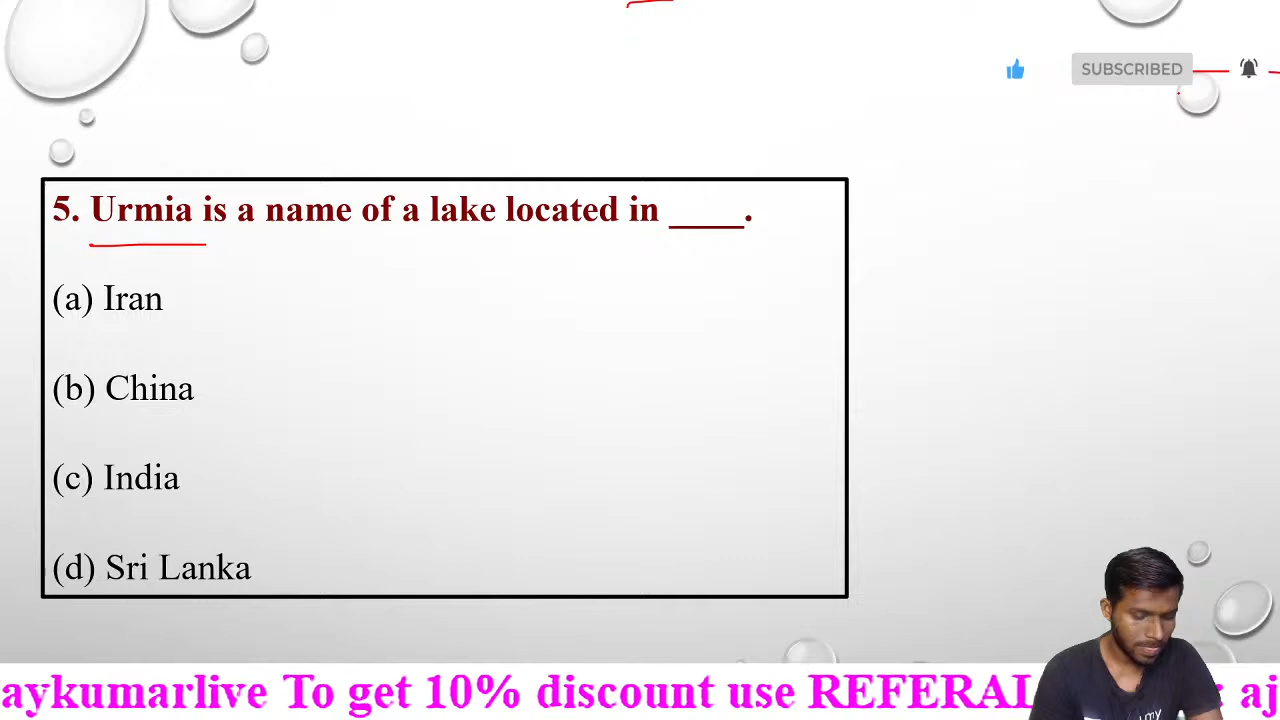 SUBSCRIBED
5. Urmia is a name of a lake located in ____.
(a) Iran
(b) China
(c) India
(d) Sri Lanka
aykumarlive To get 10% discount use REFERAL : aj